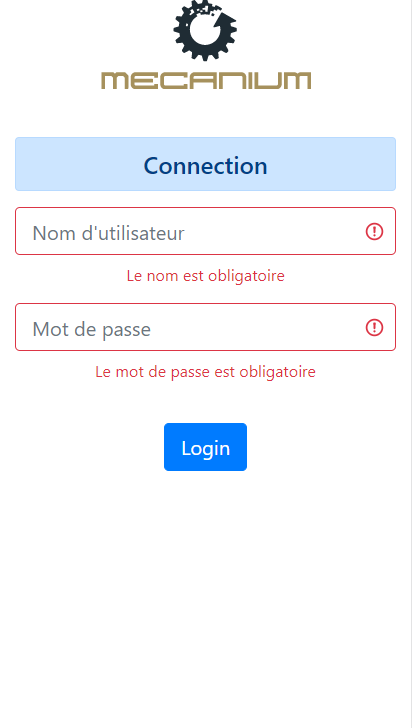 MECANIUM
Connection
Nom d'utilisateur
Le nom est obligatoire
Mot de passe
Le mot de passe est obligatoire
Login